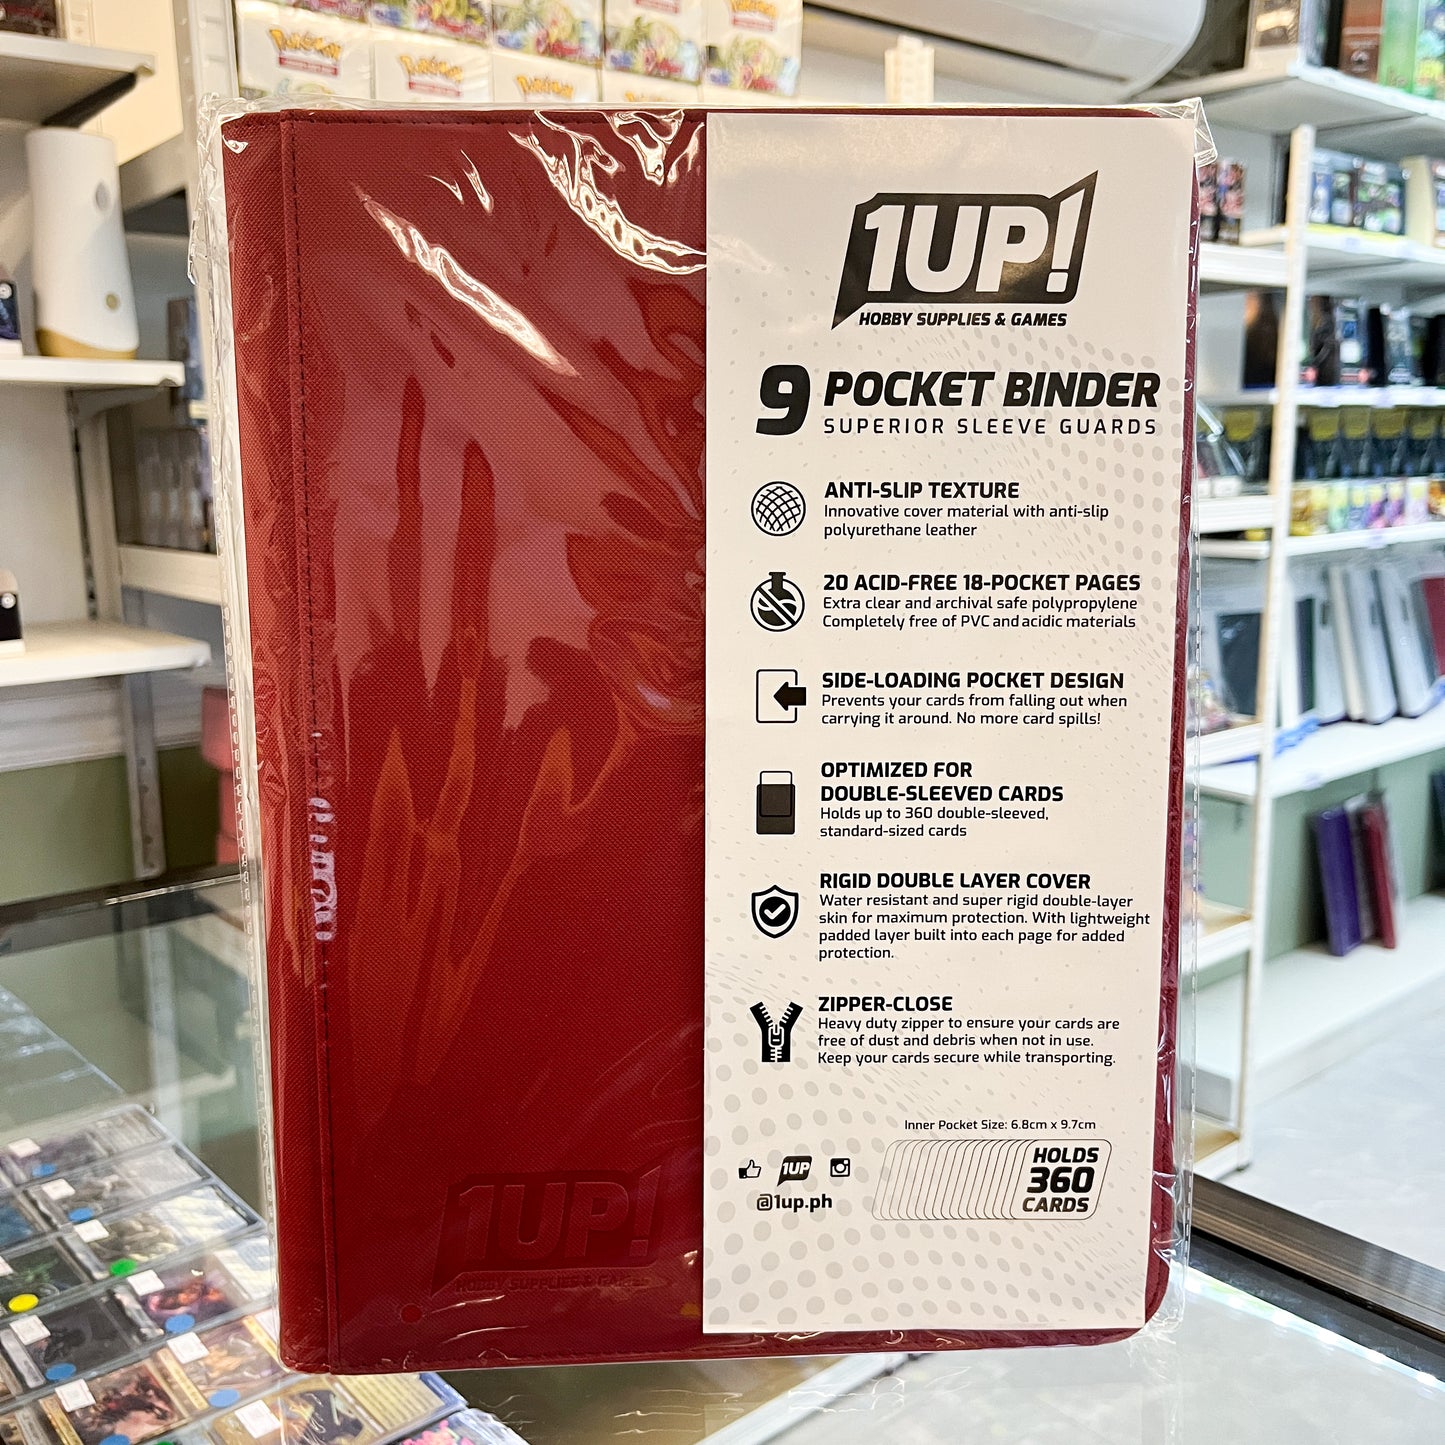 Pokémon
Pokémon
Pokémon
1UP!
HOBBY SUPPLIES & GAMES
9 POCKET BINDER
SUPERIOR SLEEVE GUARDS
ANTI-SLIP TEXTURE
Innovative cover material with anti-slip
polyurethane leather
20 ACID-FREE 18-POCKET PAGES
Extra clear and archival safe polypropylene
Completely free of PVC and acidic materials
SIDE-LOADING POCKET DESIGN
Prevents your cards from falling out when
carrying it around. No more card spills!
OPTIMIZED FOR
DOUBLE-SLEEVED CARDS
Holds up to 360 double-sleeved,
standard-sized cards
RIGID DOUBLE LAYER COVER
Water resistant and super rigid double-layer
skin for maximum protection. With lightweight
padded layer built into each page for added
protection.
ZIPPER-CLOSE
Heavy duty zipper to ensure your cards are
free of dust and debris when not in use.
Keep your cards secure while transporting.
Inner Pocket Size: 6.8cm x 9.7cm
HOLDS
360
CARDS
1UP
@1up.ph
1UP!
HOBBY SUPPLIES & GAMES